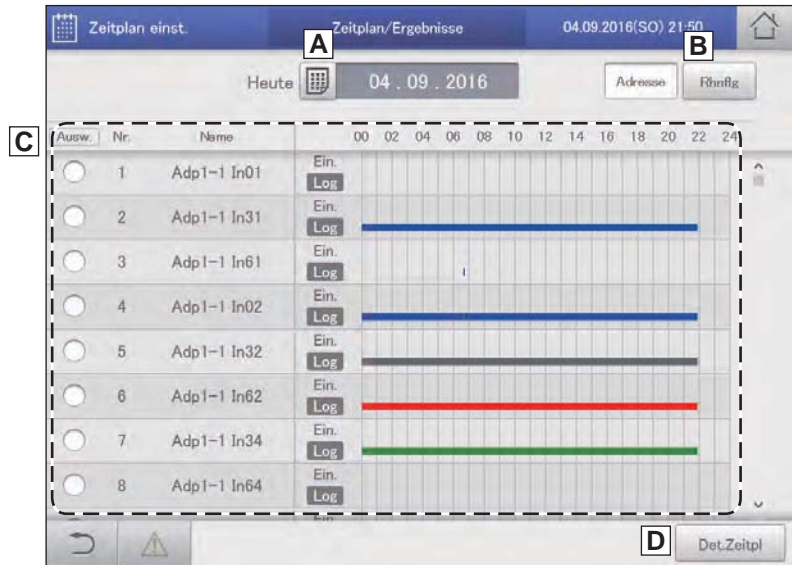 Zeitplan einst. Zeitplan/Ergebnisse 04.09.2016(SO) 21:50
A B
Heute 04 . 09 . 2016 Adresse Rhnflg
C
Ausw. Nr. Name 00 02 04 06 08 10 12 14 16 18 20 22 24
1 Adp1-1 In01 Ein. Log
2 Adp1-1 In31 Ein. Log
3 Adp1-1 In61 Ein. Log
4 Adp1-1 In02 Ein. Log
5 Adp1-1 In32 Ein. Log
6 Adp1-1 In62 Ein. Log
7 Adp1-1 In34 Ein. Log
8 Adp1-1 In64 Ein. Log
Ein.
D Det.Zeitpl